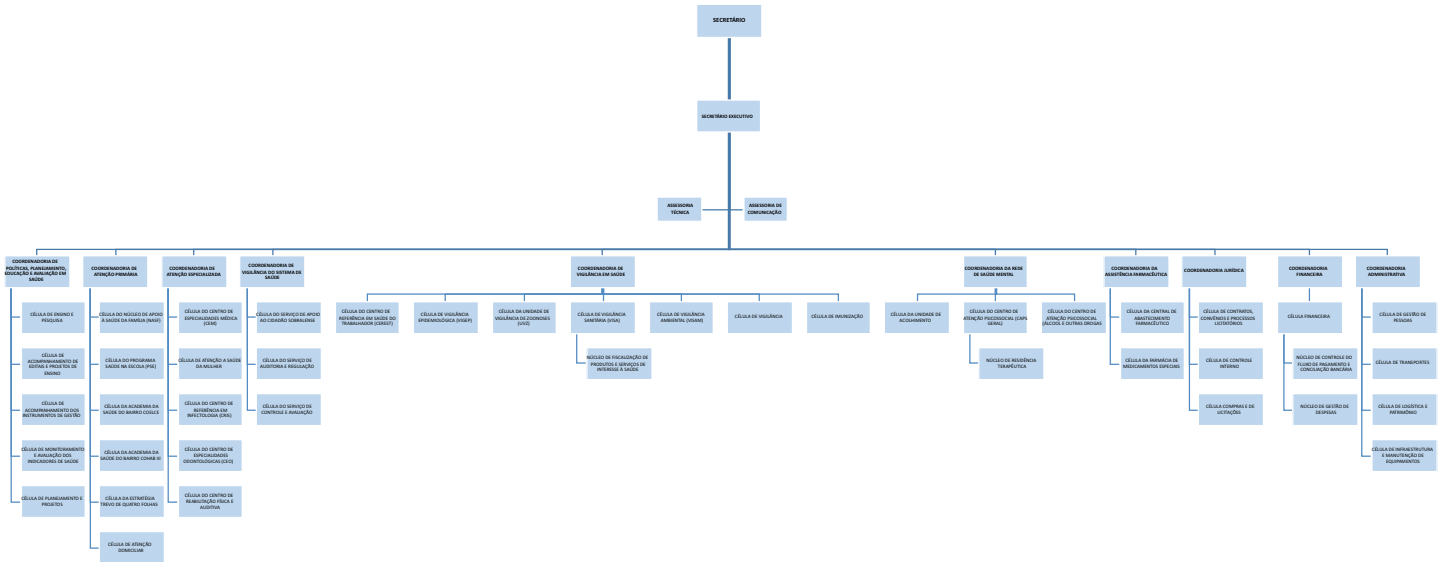 SECRETÁRIO
SECRETÁRIO EXECUTIVO
ASSESSORIA
TÉCNICA
ASSESSORIA DE
COMUNICAÇÃO
COORDENADORIA DE
POLÍTICAS, PLANEJAMENTO,
EDUCAÇÃO E AVALIAÇÃO EM
SAÚDE
COORDENADORIA DE
ATENÇÃO PRIMÁRIA
COORDENADORIA DE
ATENÇÃO ESPECIALIZADA
COORDENADORIA DE
VIGILÂNCIA DO SISTEMA DE
SAÚDE
COORDENADORIA DE
VIGILÂNCIA EM SAÚDE
COORDENADORIA DA REDE
DE SAÚDE MENTAL
COORDENADORIA DA
ASSISTÊNCIA FARMACÊUTICA
COORDENADORIA JURÍDICA
COORDENADORIA
FINANCEIRA
COORDENADORIA
ADMINISTRATIVA
CÉLULA DE ENSINO E
PESQUISA
CÉLULA DO NÚCLEO DE APOIO
À SAÚDE DA FAMÍLIA (NASF)
CÉLULA DO CENTRO DE
ESPECIALIDADES MÉDICA
(CEM)
CÉLULA DO SERVIÇO DE APOIO
AO CIDADÃO SOBRALENSE
CÉLULA DO CENTRO DE
REFERÊNCIA EM SAÚDE DO
TRABALHADOR (CEREST)
CÉLULA DE VIGILÂNCIA
EPIDEMIOLÓGICA (VIGEP)
CÉLULA DA UNIDADE DE
VIGILÂNCIA DE ZOONOSES
(UVZ)
CÉLULA DE VIGILÂNCIA
SANITÁRIA (VISA)
CÉLULA DE VIGILÂNCIA
AMBIENTAL (VISAM)
CÉLULA DE VIGILÂNCIA
CÉLULA DE IMUNIZAÇÃO
CÉLULA DA UNIDADE DE
ACOLHIMENTO
CÉLULA DO CENTRO DE
ATENÇÃO PSICOSSOCIAL (CAPS
GERAL)
CÉLULA DO CENTRO DE
ATENÇÃO PSICOSSOCIAL
(ÁLCOOL E OUTRAS DROGAS
CÉLULA DA CENTRAL DE
ABASTECIMENTO
FARMACÊUTICO
CÉLULA DE CONTRATOS,
CONVÊNIOS E PROCESSOS
LICITATÓRIOS
CÉLULA FINANCEIRA
CÉLULA DE GESTÃO DE
PESSOAS
CÉLULA DE
ACOMPANHAMENTO DE
EDITAIS E PROJETOS DE
ENSINO
CÉLULA DO PROGRAMA
SAÚDE NA ESCOLA (PSE)
CÉLULA DE ATENÇÃO A SAÚDE
DA MULHER
CÉLULA DO SERVIÇO DE
AUDITORIA E REGULAÇÃO
NÚCLEO DE FISCALIZAÇÃO DE
PRODUTOS E SERVIÇOS DE
INTERESSE À SAÚDE
NÚCLEO DE RESIDÊNCIA
TERAPÊUTICA
CÉLULA DA FARMÁCIA DE
MEDICAMENTOS ESPECIAIS
CÉLULA DE CONTROLE
INTERNO
NÚCLEO DE CONTROLE DO
FLUXO DE PAGAMENTO E
CONCILIAÇÃO BANCÁRIA
CÉLULA DE TRANSPORTES
CÉLULA DE
ACOMPANHAMENTO DOS
INSTRUMENTOS DE GESTÃO
CÉLULA DA ACADEMIA DA
SAÚDE DO BAIRRO COELCE
CÉLULA DO CENTRO DE
REFERÊNCIA EM
INFECTOLOGIA (CRIS)
CÉLULA DO SERVIÇO DE
CONTROLE E AVALIAÇÃO
CÉLULA COMPRAS E DE
LICITAÇÕES
NÚCLEO DE GESTÃO DE
DESPESAS
CÉLULA DE LOGÍSTICA E
PATRIMÔNIO
CÉLULA DE MONITORAMENTO
E AVALIAÇÃO DOS
INDICADORES DE SAÚDE
CÉLULA DA ACADEMIA DA
SAÚDE DO BAIRRO COHAB III
CÉLULA DO CENTRO DE
ESPECIALIDADES
ODONTOLÓGICAS (CEO)
CÉLULA DE INFRAESTRUTURA
E MANUTENÇÃO DE
EQUIPAMENTOS
CÉLULA DE PLANEJAMENTO E
PROJETOS
CÉLULA DA ESTRATÉGIA
TREVO DE QUATRO FOLHAS
CÉLULA DO CENTRO DE
REABILITAÇÃO FÍSICA E
AUDITIVA
CÉLULA DE ATENÇÃO
DOMICILIAR